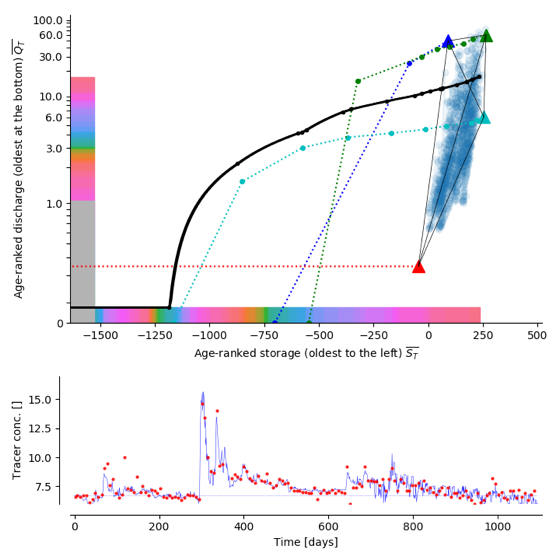 100.0
60.0
30.0
10.0
6.0
3.0
1.0
0
Age-ranked discharge (oldest at the bottom) Q_T
−1500 −1250 −1000 −750 −500 −250 0 250 500
Age-ranked storage (oldest to the left) S_T
15.0
12.5
10.0
7.5
Tracer conc. []
0 200 400 600 800 1000
Time [days]